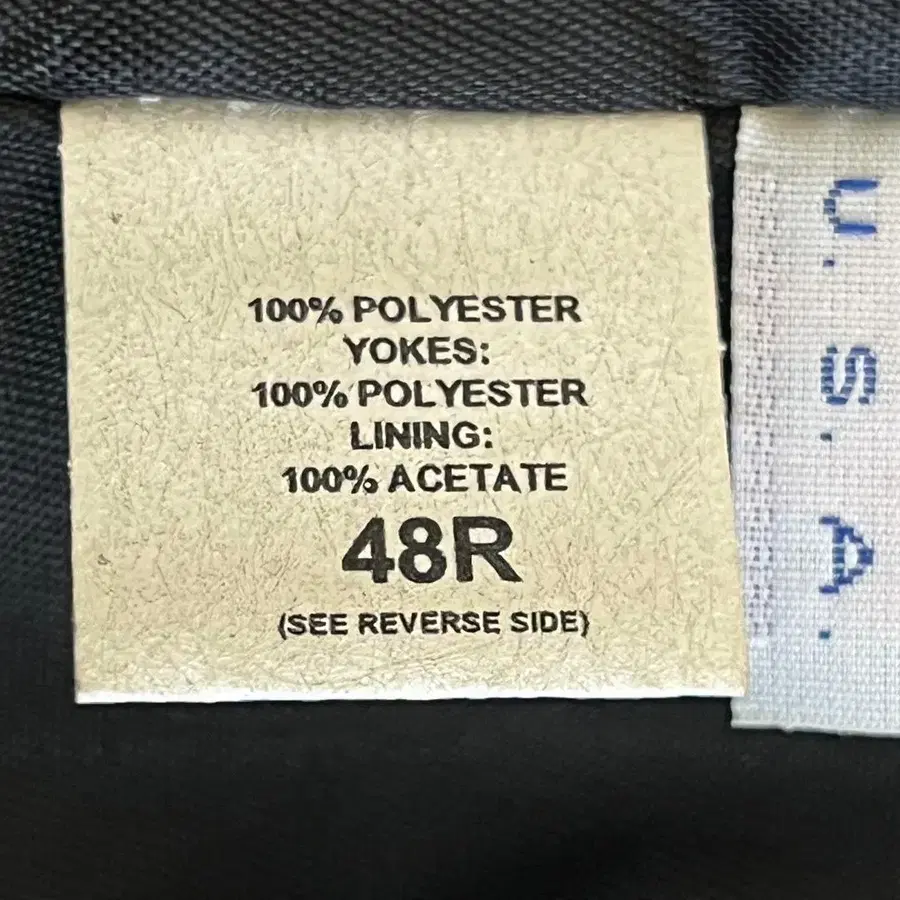 100% POLYESTER
YOKES:
100% POLYESTER
LINING:
100% ACETATE
48R
(SEE REVERSE SIDE)
U.S.A.